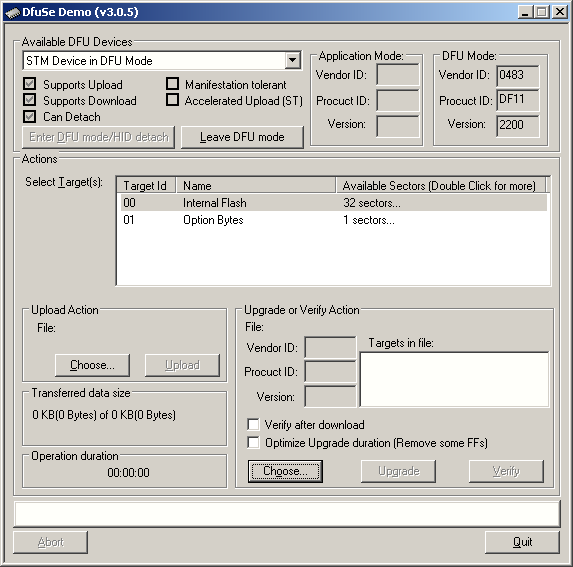 DfuSe Demo (v3.0.5)
Available DFU Devices
STM Device in DFU Mode
Supports Upload
Manifestation tolerant
Supports Download
Accelerated Upload (ST)
Can Detach
Enter DFU mode/HID detach
Leave DFU mode
Application Mode:
Vendor ID:
Procuct ID:
Version:
DFU Mode:
Vendor ID: 0483
Procuct ID: DF11
Version: 2200
Actions
Select Target(s):
Target Id Name Available Sectors (Double Click for more)
00 Internal Flash 32 sectors...
01 Option Bytes 1 sectors...
Upload Action
File:
Choose...
Upload
Transferred data size
0 KB(0 Bytes) of 0 KB(0 Bytes)
Operation duration
00:00:00
Upgrade or Verify Action
File:
Vendor ID:
Procuct ID:
Version:
Targets in file:
Verify after download
Optimize Upgrade duration (Remove some FFs)
Choose...
Upgrade
Verify
Abort
Quit